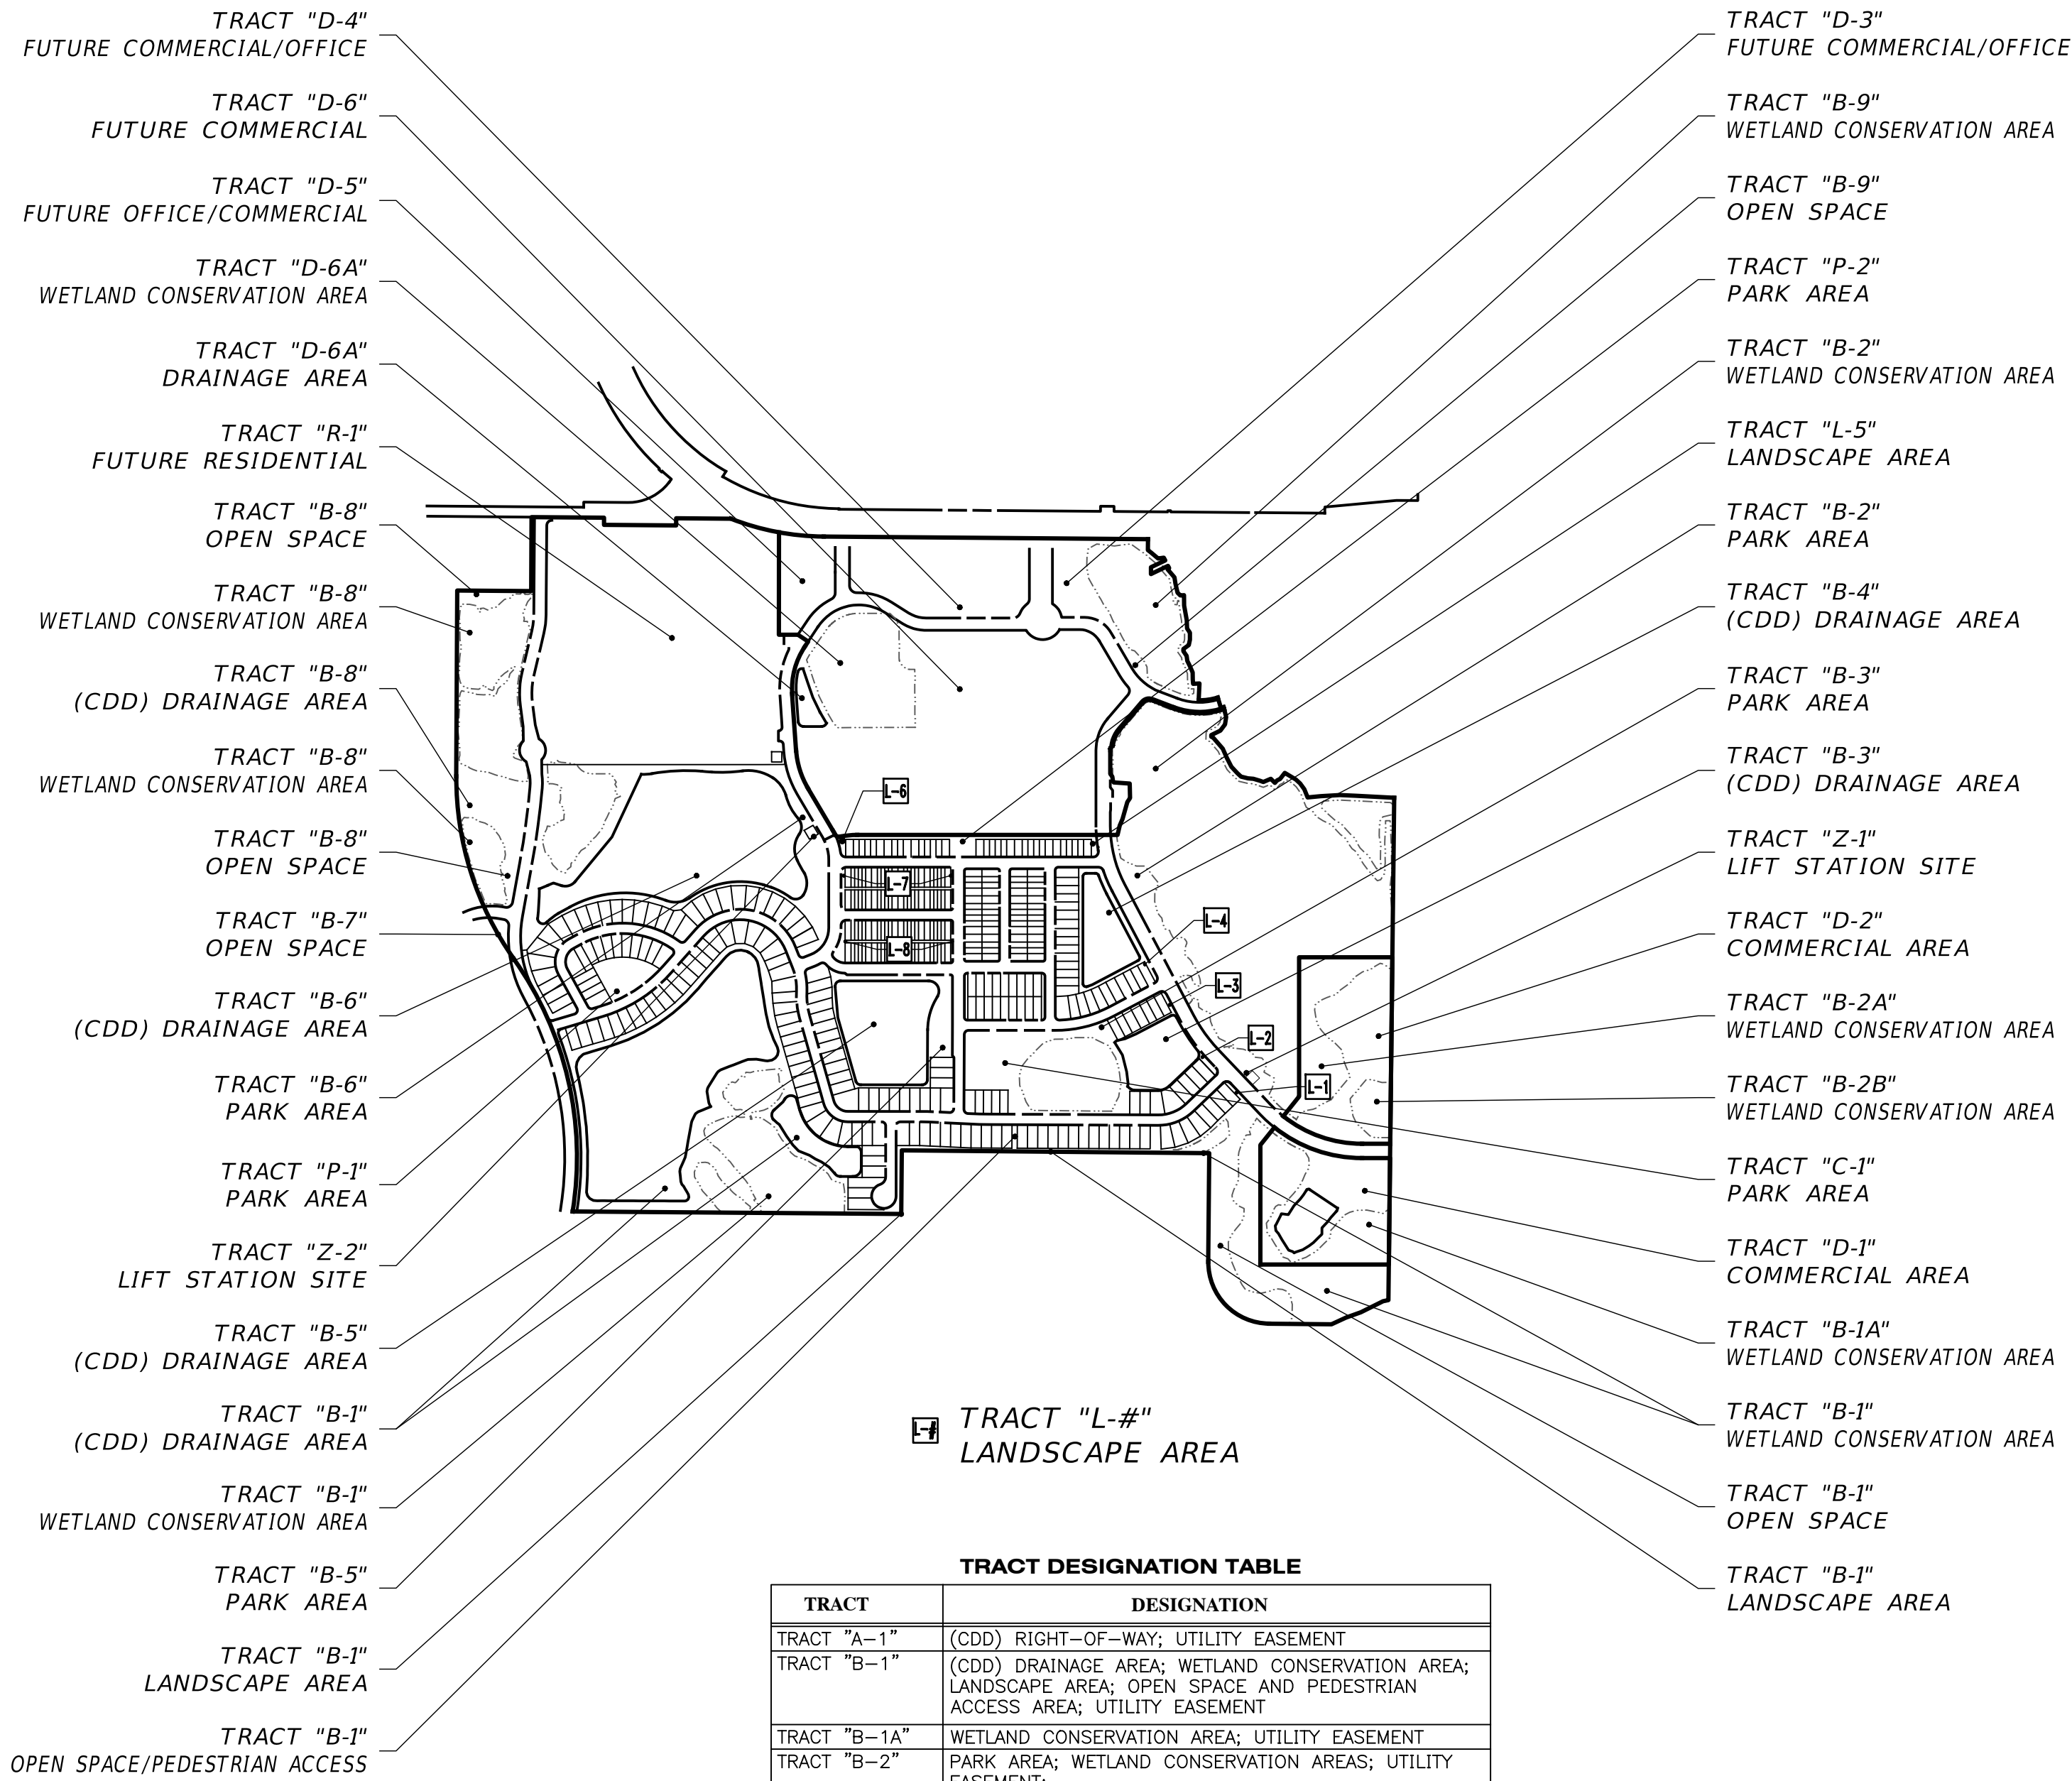 TRACT "D-4"
FUTURE COMMERCIAL/OFFICE
TRACT "D-6"
FUTURE COMMERCIAL
TRACT "D-5"
FUTURE OFFICE/COMMERCIAL
TRACT "D-6A"
WETLAND CONSERVATION AREA
TRACT "D-6A"
DRAINAGE AREA
TRACT "R-1"
FUTURE RESIDENTIAL
TRACT "B-8"
OPEN SPACE
TRACT "B-8"
WETLAND CONSERVATION AREA
TRACT "B-8"
(CDD) DRAINAGE AREA
TRACT "B-8"
WETLAND CONSERVATION AREA
TRACT "B-8"
OPEN SPACE
TRACT "B-7"
OPEN SPACE
TRACT "B-6"
(CDD) DRAINAGE AREA
TRACT "B-6"
PARK AREA
TRACT "P-1"
PARK AREA
TRACT "Z-2"
LIFT STATION SITE
TRACT "B-5"
(CDD) DRAINAGE AREA
TRACT "B-1"
(CDD) DRAINAGE AREA
TRACT "B-1"
WETLAND CONSERVATION AREA
TRACT "B-5"
PARK AREA
TRACT "B-1"
LANDSCAPE AREA
TRACT "B-1"
OPEN SPACE/PEDESTRIAN ACCESS
L-6
L-7
L-8
L-4
L-3
L-2
L-1
TRACT "D-3"
FUTURE COMMERCIAL/OFFICE
TRACT "B-9"
WETLAND CONSERVATION AREA
TRACT "B-9"
OPEN SPACE
TRACT "P-2"
PARK AREA
TRACT "B-2"
WETLAND CONSERVATION AREA
TRACT "L-5"
LANDSCAPE AREA
TRACT "B-2"
PARK AREA
TRACT "B-4"
(CDD) DRAINAGE AREA
TRACT "B-3"
PARK AREA
TRACT "B-3"
(CDD) DRAINAGE AREA
TRACT "Z-1"
LIFT STATION SITE
TRACT "D-2"
COMMERCIAL AREA
TRACT "B-2A"
WETLAND CONSERVATION AREA
TRACT "B-2B"
WETLAND CONSERVATION AREA
TRACT "C-1"
PARK AREA
TRACT "D-1"
COMMERCIAL AREA
TRACT "B-1A"
WETLAND CONSERVATION AREA
TRACT "B-1"
WETLAND CONSERVATION AREA
TRACT "B-1"
OPEN SPACE
TRACT "B-1"
LANDSCAPE AREA
L-# TRACT "L-#"
LANDSCAPE AREA
TRACT DESIGNATION TABLE
TRACT DESIGNATION
TRACT "A-1" (CDD) RIGHT-OF-WAY; UTILITY EASEMENT
TRACT "B-1" (CDD) DRAINAGE AREA; WETLAND CONSERVATION AREA;
LANDSCAPE AREA; OPEN SPACE AND PEDESTRIAN
ACCESS AREA; UTILITY EASEMENT
TRACT "B-1A" WETLAND CONSERVATION AREA; UTILITY EASEMENT
TRACT "B-2" PARK AREA; WETLAND CONSERVATION AREAS; UTILITY
EASEMENT;